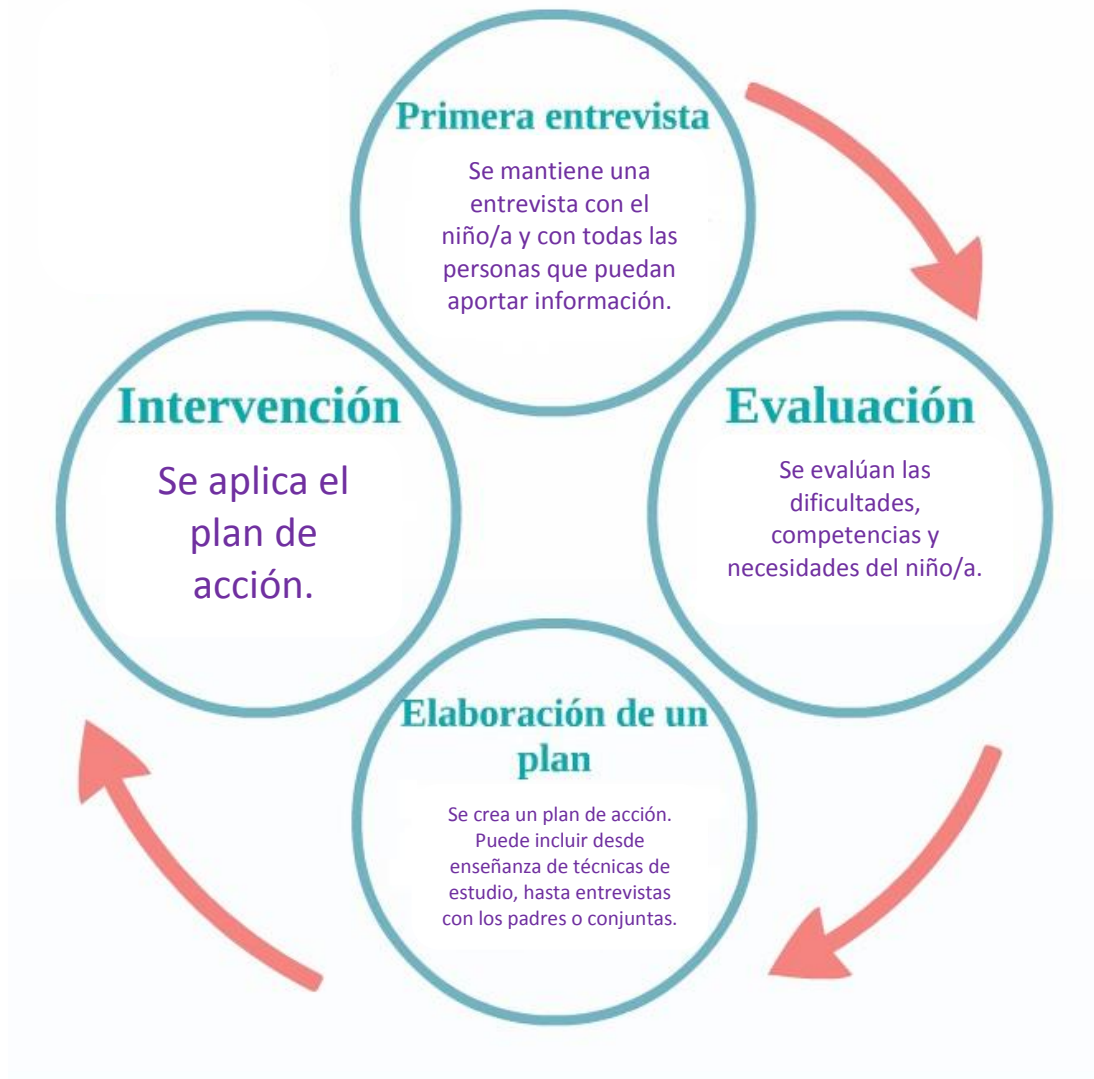 Primera entrevista
Se mantiene una
entrevista con el
niño/a y con todas las
personas que puedan
aportar información.
Evaluación
Se evalúan las
dificultades,
competencias y
necesidades del niño/a.
Elaboración de un
plan
Se crea un plan de acción.
Puede incluir desde
enseñanza de técnicas de
estudio, hasta entrevistas
con los padres o conjuntas.
Intervención
Se aplica el
plan de
acción.